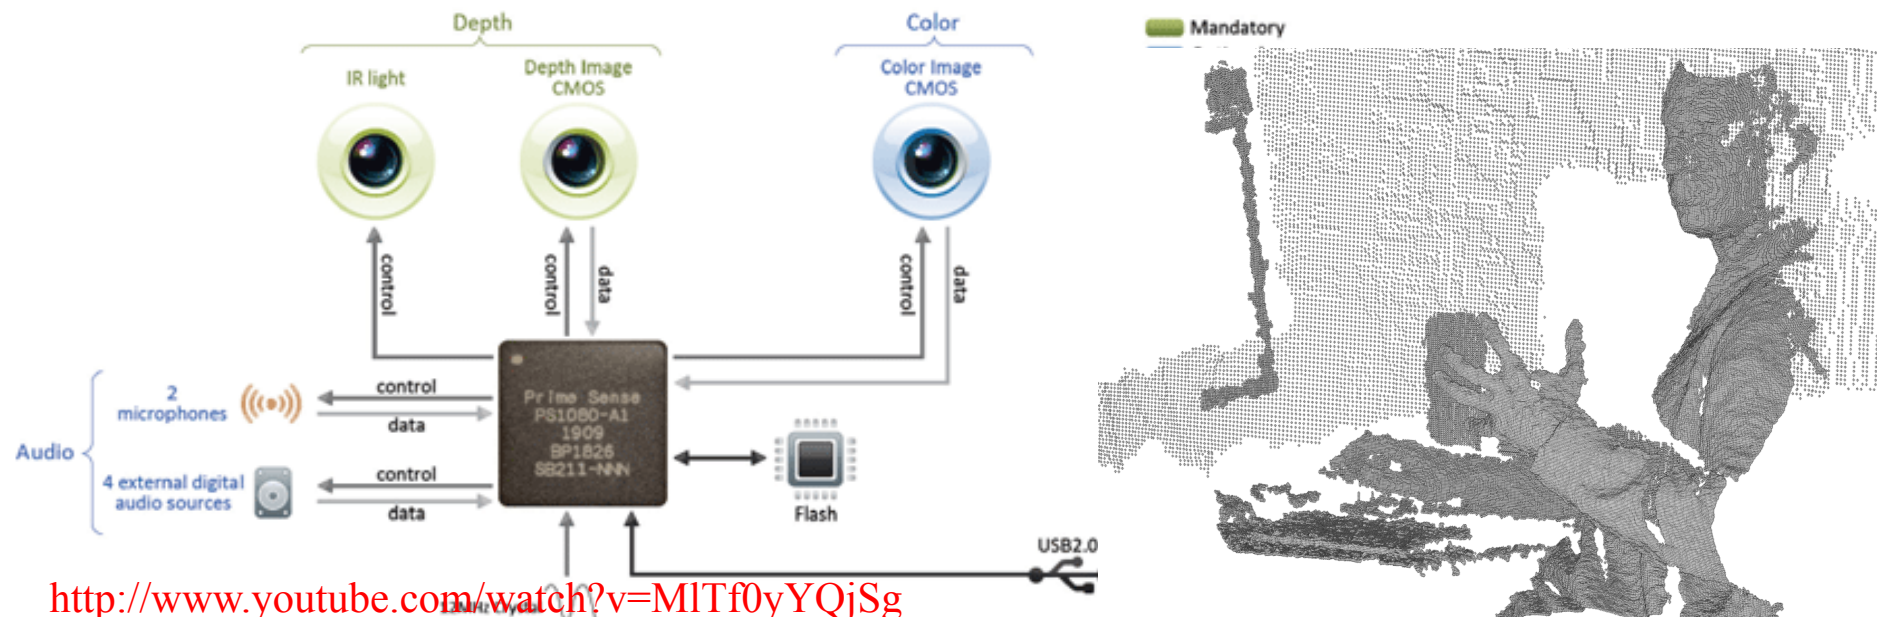 Depth
Color
Mandatory
IR light
Depth Image
CMOS
Color Image
CMOS
control
control
data
control
data
Audio
2
microphones
control
data
4 external digital
audio sources
control
data
Prime Sense
PS1080-A1
1909
BP1826
SB211-NNN
Flash
USB2.0
http://www.youtube.com/watch?v=MlTf0yYQjSg
12MHz crystal